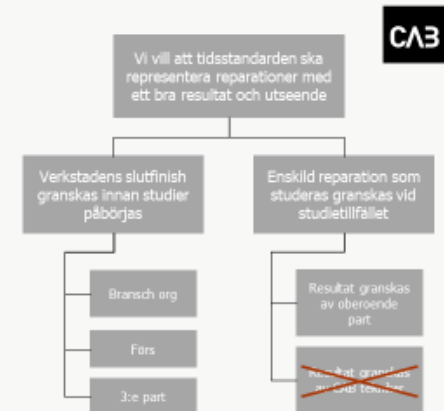 CAB
Vi vill att tidsstandarden ska
representera reparationer med
ett bra resultat och utseende
Verkstadens slutfinish
granskas innan studier
påbörjas
Enskild reparation som
studeras granskas vid
studietillfället
Bransch org
Förs
3:e part
Resultat granskas
av oberoende
part
Resultat granskas
av CAB tekniker